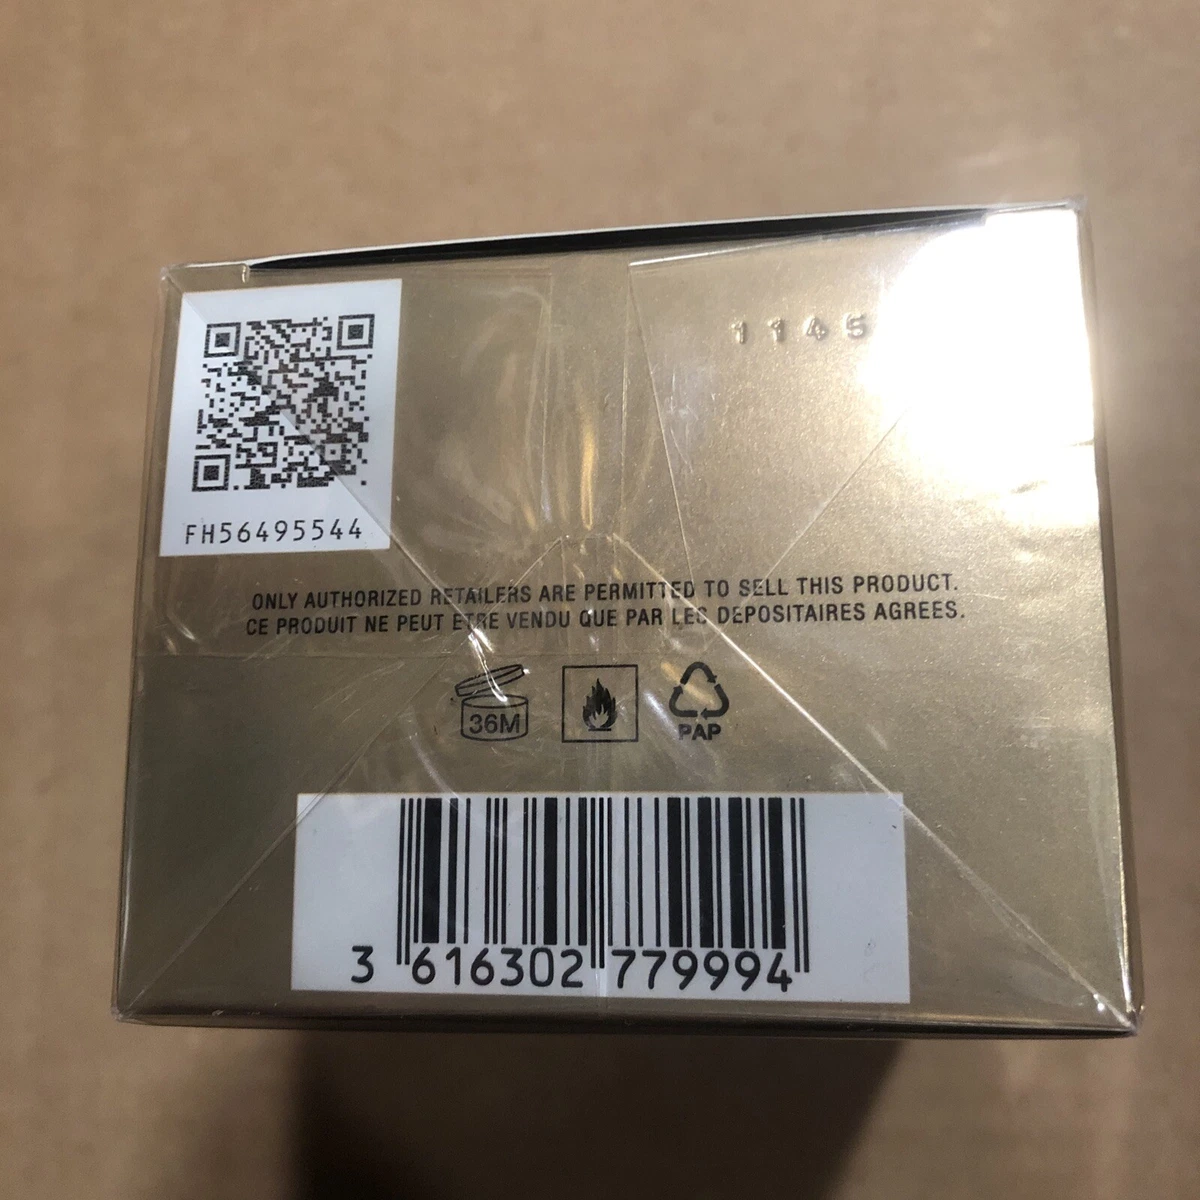 1145
FH56495544
ONLY AUTHORIZED RETAILERS ARE PERMITTED TO SELL THIS PRODUCT.
CE PRODUIT NE PEUT ETRE VENDU QUE PAR LES DEPOSITAIRES AGREES.
36M
PAP
3 616302 779994